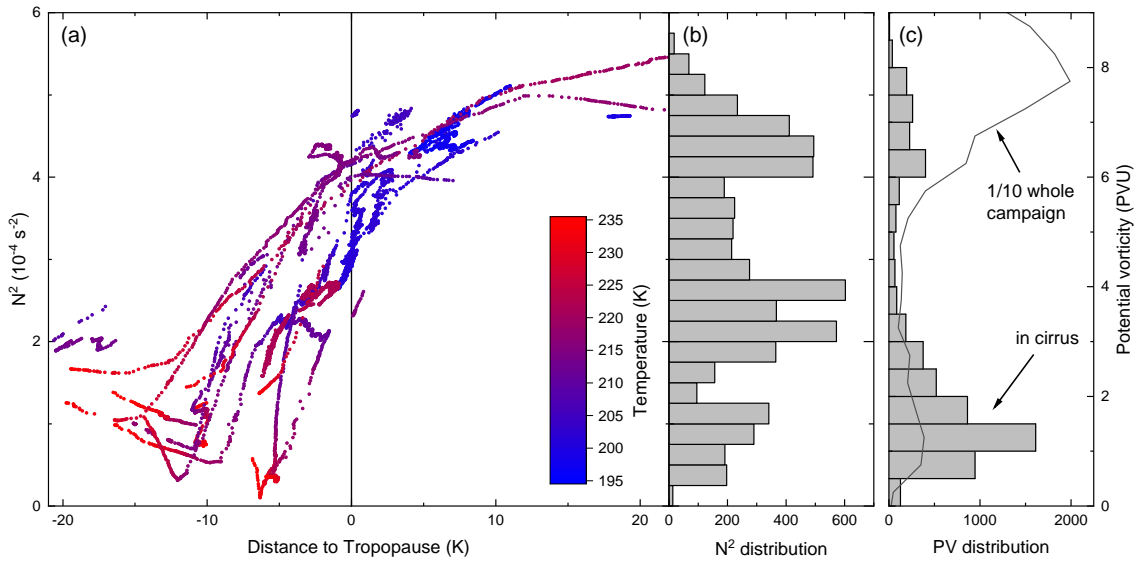 (a)
(b)
(c)
6
4
2
0
N² (10⁻⁴ s⁻²)
-20
-10
0
10
20
Distance to Tropopause (K)
235
230
225
220
215
210
205
200
195
Temperature (K)
0
200
400
600
N² distribution
1/10 whole
campaign
in cirrus
0
1000
2000
PV distribution
8
6
4
2
0
Potential vorticity (PVU)